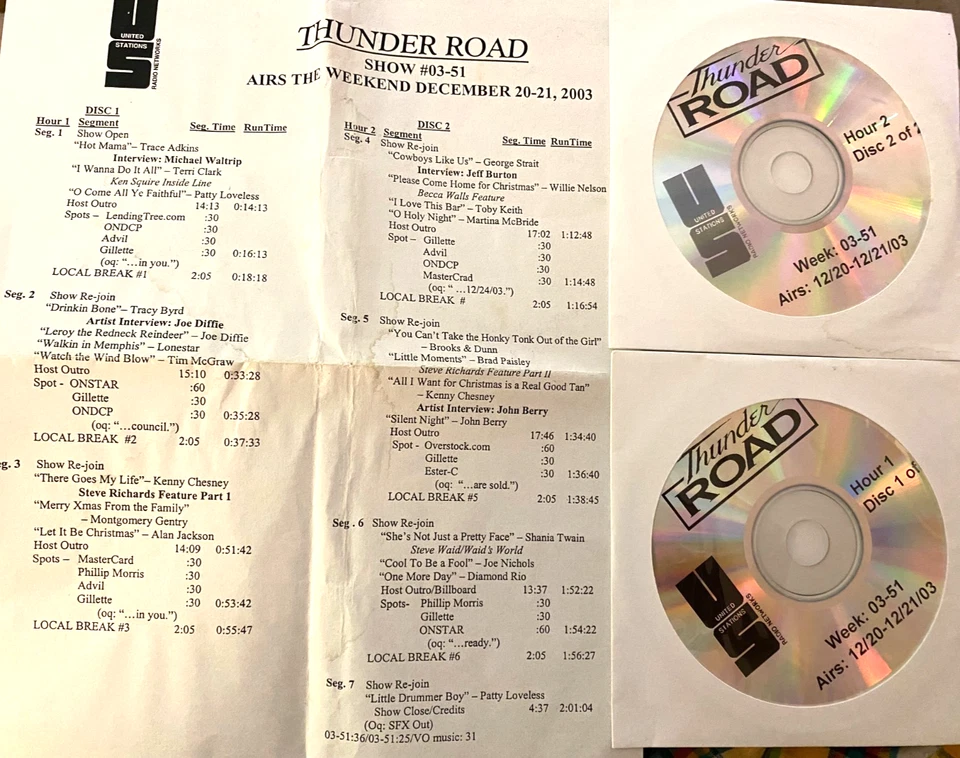 UNITED
STATIONS
RADIO NETWORKS
THUNDER ROAD
SHOW #03-51
AIRS THE WEEKEND DECEMBER 20-21, 2003
DISC 1
Hour 1 Segment Seg. Time RunTime
Seg. 1 Show Open
"Hot Mama"– Trace Adkins
Interview: Michael Waltrip
"I Wanna Do It All" – Terri Clark
Ken Squire Inside Line
"O Come All Ye Faithful"– Patty Loveless
Host Outro 14:13 0:14:13
Spots – LendingTree.com :30
ONDCP :30
Advil :30
Gillette :30 0:16:13
(oq: "…in you.")
LOCAL BREAK #1 2:05 0:18:18
Seg. 2 Show Re-join
"Drinkin Bone"– Tracy Byrd
Artist Interview: Joe Diffie
"Leroy the Redneck Reindeer" – Joe Diffie
"Walkin in Memphis" – Lonestar
"Watch the Wind Blow" – Tim McGraw
Host Outro 15:10 0:33:28
Spot - ONSTAR :60
Gillette :30
ONDCP :30 0:35:28
(oq: "…council.")
LOCAL BREAK #2 2:05 0:37:33
eg. 3 Show Re-join
"There Goes My Life"– Kenny Chesney
Steve Richards Feature Part 1
"Merry Xmas From the Family"
– Montgomery Gentry
"Let It Be Christmas" – Alan Jackson
Host Outro 14:09 0:51:42
Spots – MasterCard :30
Phillip Morris :30
Advil :30
Gillette :30 0:53:42
(oq: "…in you.")
LOCAL BREAK #3 2:05 0:55:47
DISC 2
Hour 2 Segment Seg. Time RunTime
Seg. 4 Show Re-join
"Cowboys Like Us" – George Strait
Interview: Jeff Burton
"Please Come Home for Christmas" – Willie Nelson
Becca Walls Feature
"I Love This Bar" – Toby Keith
"O Holy Night" – Martina McBride
Host Outro 17:02 1:12:48
Spot – Gillette :30
Advil :30
ONDCP :30
MasterCrad :30 1:14:48
(oq: "…12/24/03.")
LOCAL BREAK # 2:05 1:16:54
Seg. 5 Show Re-join
"You Can't Take the Honky Tonk Out of the Girl"
– Brooks & Dunn
"Little Moments" – Brad Paisley
Steve Richards Feature Part II
"All I Want for Christmas is a Real Good Tan"
– Kenny Chesney
Artist Interview: John Berry
"Silent Night" – John Berry
Host Outro 17:46 1:34:40
Spot - Overstock.com :60
Gillette :30
Ester-C :30 1:36:40
(oq: "…are sold.")
LOCAL BREAK #5 2:05 1:38:45
Seg. 6 Show Re-join
"She's Not Just a Pretty Face" – Shania Twain
Steve Waid/Waid's World
"Cool To Be a Fool" – Joe Nichols
"One More Day" – Diamond Rio
Host Outro/Billboard 13:37 1:52:22
Spots- Phillip Morris :30
Gillette :30
ONSTAR :60 1:54:22
(oq: "…ready.")
LOCAL BREAK #6 2:05 1:56:27
Seg. 7 Show Re-join
"Little Drummer Boy" – Patty Loveless
Show Close/Credits 4:37 2:01:04
(Oq: SFX Out)
03-51:36/03-51:25/VO music: 31
Thunder
ROAD
Hour 2
Disc 2 of 2
UNITED
STATIONS
RADIO NETWORKS
Week: 03-51
Airs: 12/20-12/21/03
Thunder
ROAD
Hour 1
Disc 1 of
UNITED
STATIONS
RADIO NETWORKS
Week: 03-51
Airs: 12/20-12/21/03